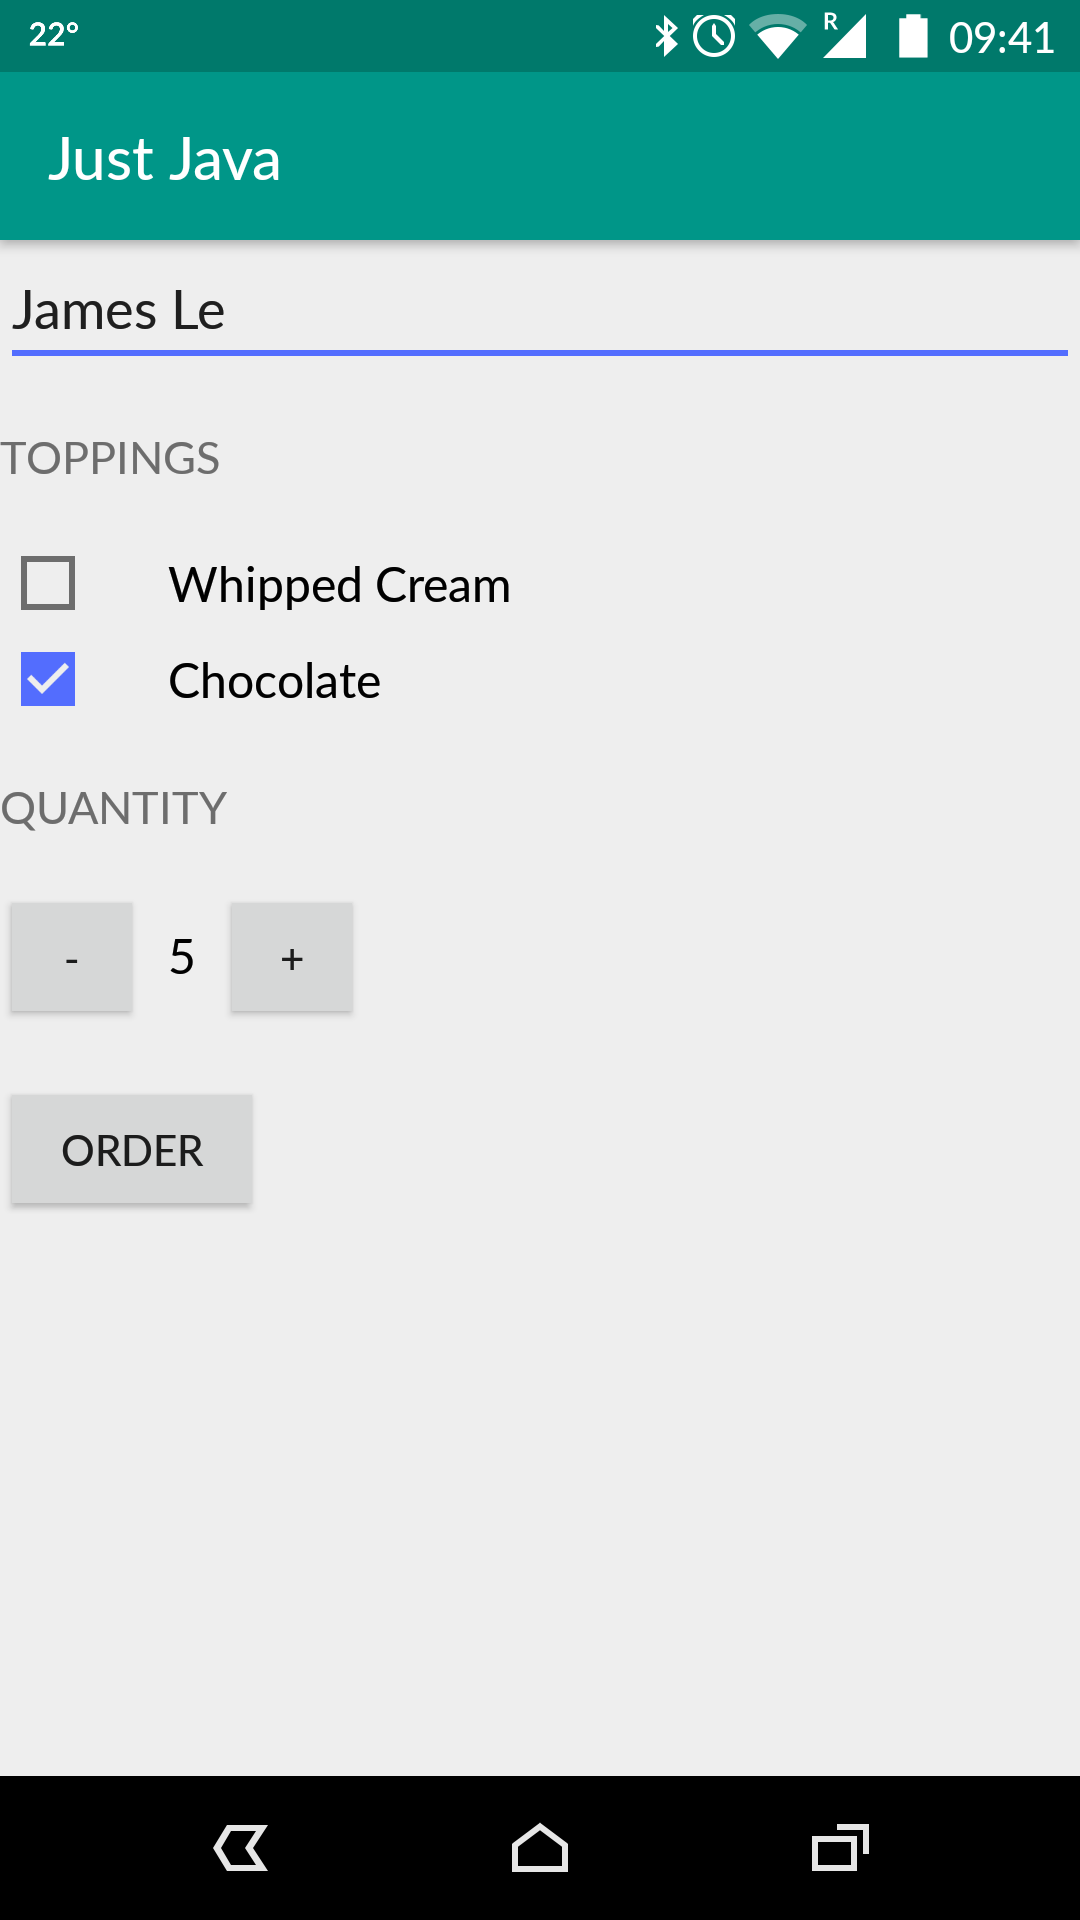 22°
R
09:41
Just Java
James Le
TOPPINGS
Whipped Cream
Chocolate
QUANTITY
- 5 +
ORDER